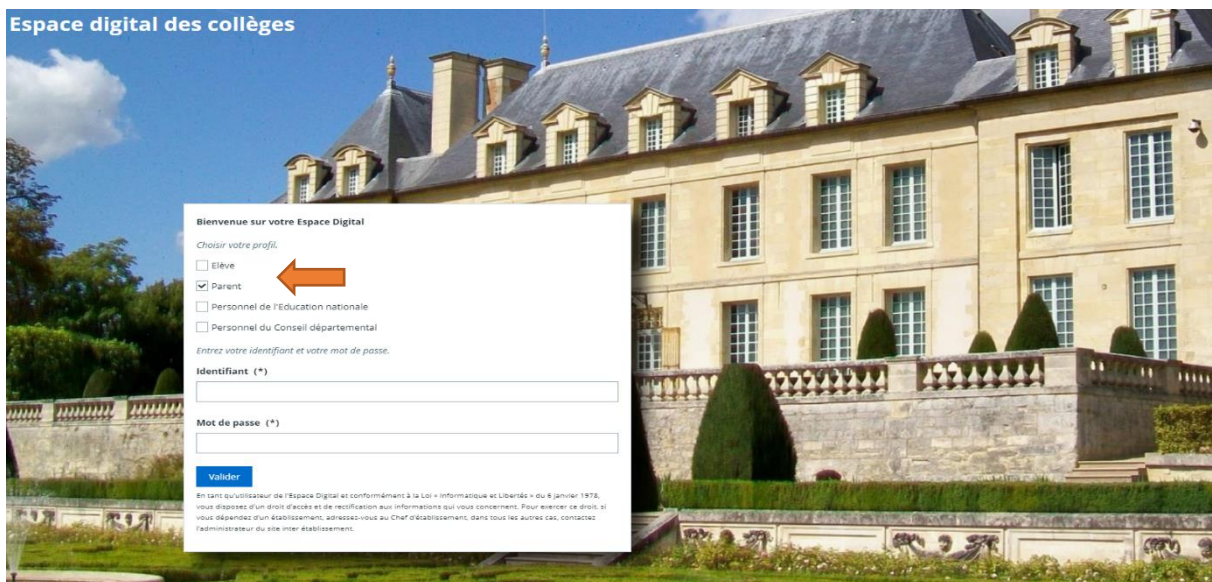 Espace digital des collèges
Bienvenue sur votre Espace Digital
Choisir votre profil.
Elève
Parent
Personnel de l'Education nationale
Personnel du Conseil départemental
Entrez votre identifiant et votre mot de passe.
Identifiant (*)
Mot de passe (*)
Valider
En tant qu'utilisateur de l'Espace Digital et conformément à la Loi « Informatique et Libertés » du 6 janvier 1978,
vous disposez d'un droit d'accès et de rectification aux informations qui vous concernent. Pour exercer ce droit, si
vous dépendez d'un établissement, adressez-vous au Chef d'établissement, dans tous les autres cas, contactez
l'administrateur du site inter établissement.